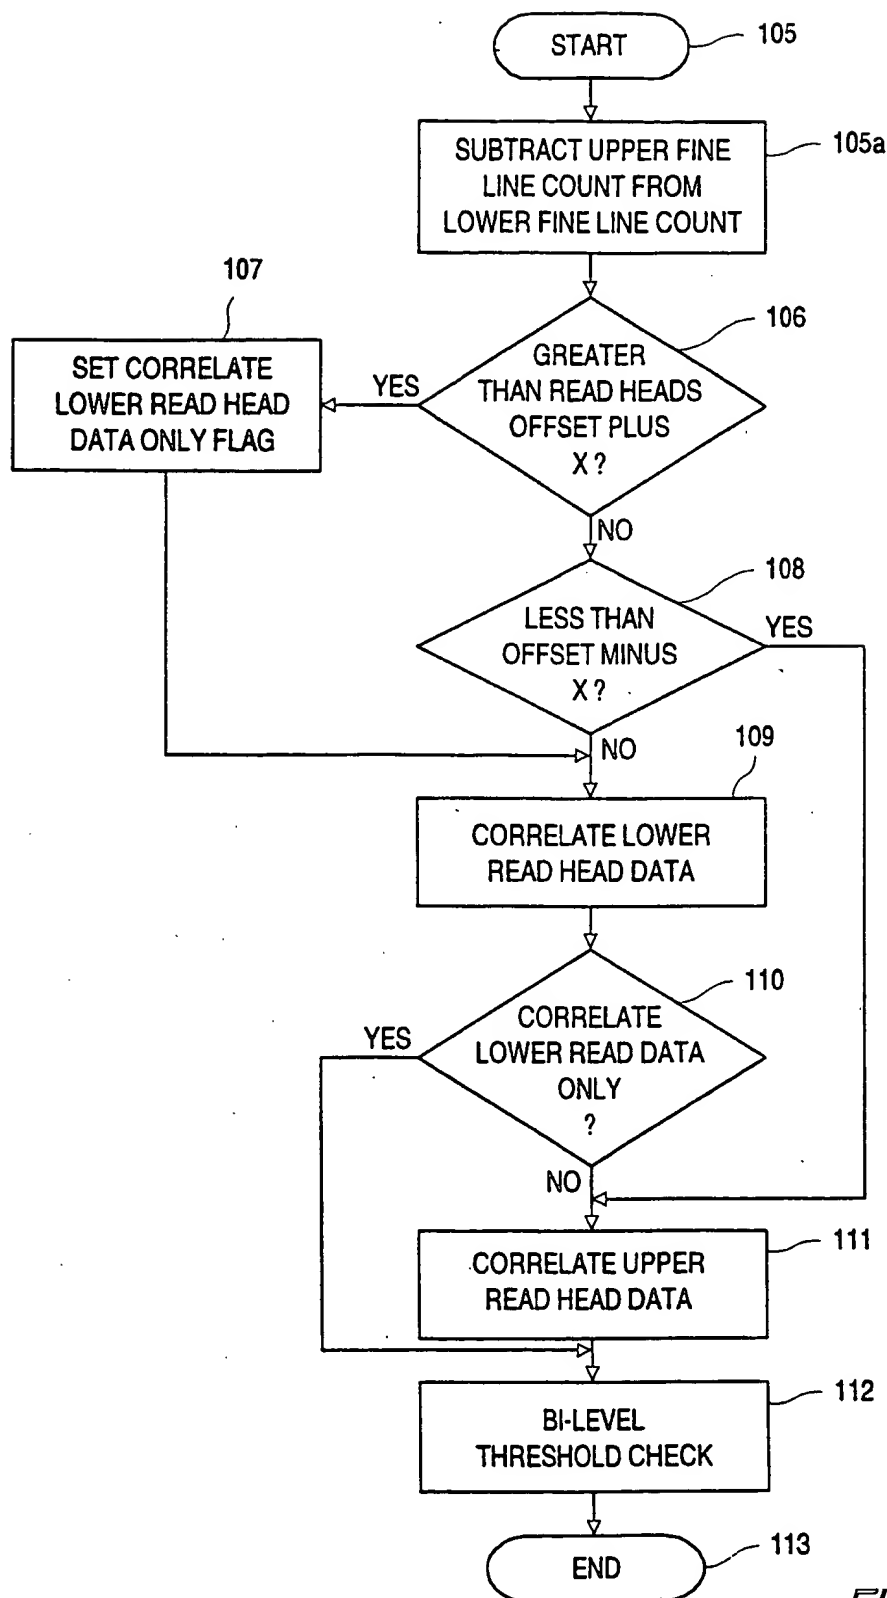 START
105
SUBTRACT UPPER FINE
LINE COUNT FROM
LOWER FINE LINE COUNT
105a
107
SET CORRELATE
LOWER READ HEAD
DATA ONLY FLAG
YES
GREATER
THAN READ HEADS
OFFSET PLUS
X ?
106
NO
LESS THAN
OFFSET MINUS
X ?
108
YES
NO
109
CORRELATE LOWER
READ HEAD DATA
YES
CORRELATE
LOWER READ DATA
ONLY
?
110
NO
CORRELATE UPPER
READ HEAD DATA
111
BI-LEVEL
THRESHOLD CHECK
112
END
113